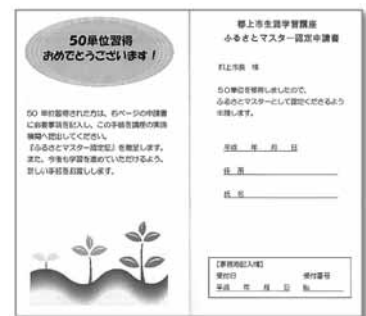 50単位習得
おめでとうございます！
50 単位習得された方は、右ページの申請書
に必要事項を記入し、この手帳を講座の実施
機関へ提出してください。
『ふるさとマスター認定証』を贈呈します。
また、今後も学習を進めていただけるよう、
新しい手帳をお渡しします。
郡上市生涯学習講座
ふるさとマスター認定申請書
郡上市長 様
50単位を修得しましたので、
ふるさとマスターとして認定くださるよう
申請します。
平成 年 月 日
住 所
氏 名
【事務局記入欄】
受付日 受付番号
平成 年 月 日 No.